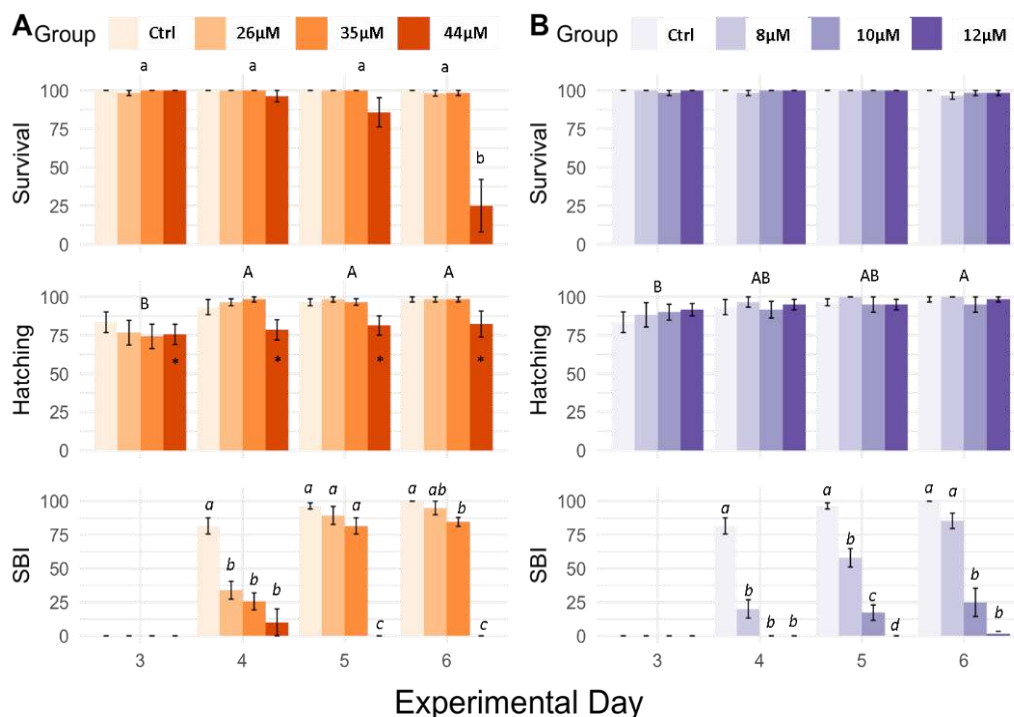 A Group Ctrl 26µM 35µM 44µM
a a a a
100
75
50
25
0
Survival
b
B A A A
100
75
50
25
0
Hatching
* * * *
100
75
50
25
0
SBI
a b b b
a a a c
a ab b c
3 4 5 6
B Group Ctrl 8µM 10µM 12µM
100
75
50
25
0
Survival
B AB AB A
100
75
50
25
0
Hatching
100
75
50
25
0
SBI
a b b b
a b c d
a a b b
3 4 5 6
Experimental Day